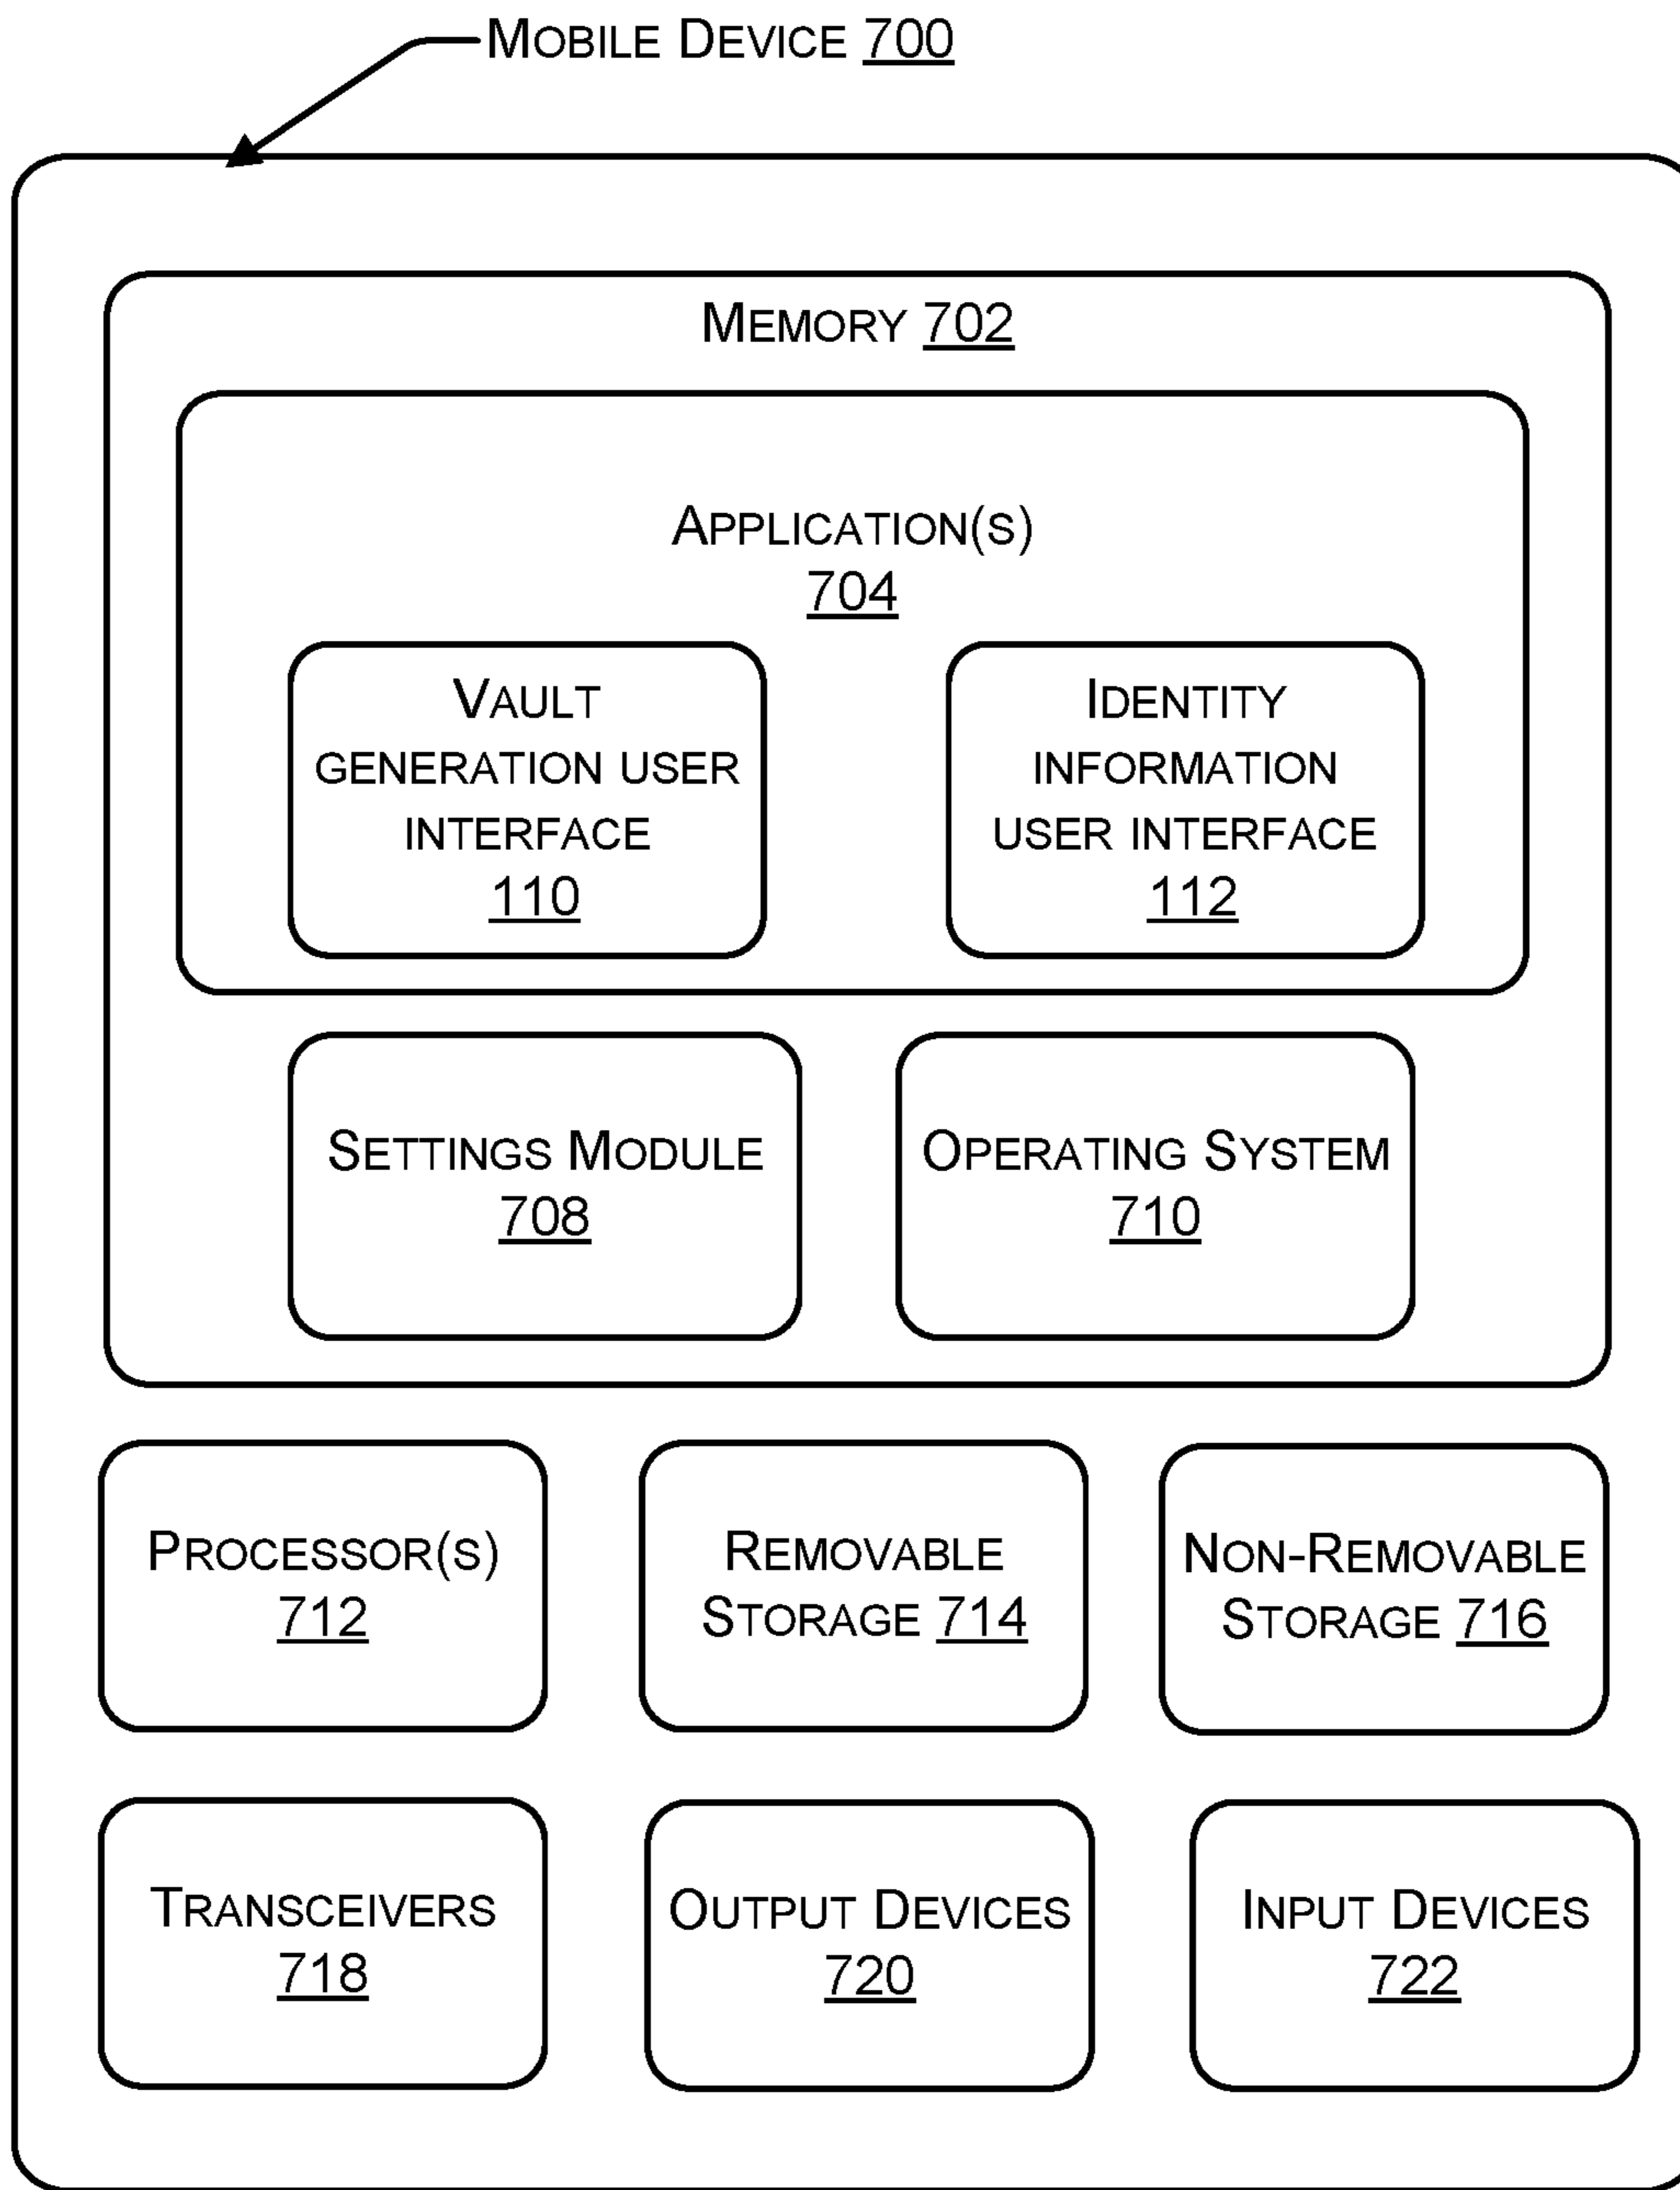 MOBILE DEVICE 700
MEMORY 702
APPLICATION(S)
704
VAULT
GENERATION USER
INTERFACE
110
IDENTITY
INFORMATION
USER INTERFACE
112
SETTINGS MODULE
708
OPERATING SYSTEM
710
PROCESSOR(S)
712
REMOVABLE
STORAGE 714
NON-REMOVABLE
STORAGE 716
TRANSCEIVERS
718
OUTPUT DEVICES
720
INPUT DEVICES
722